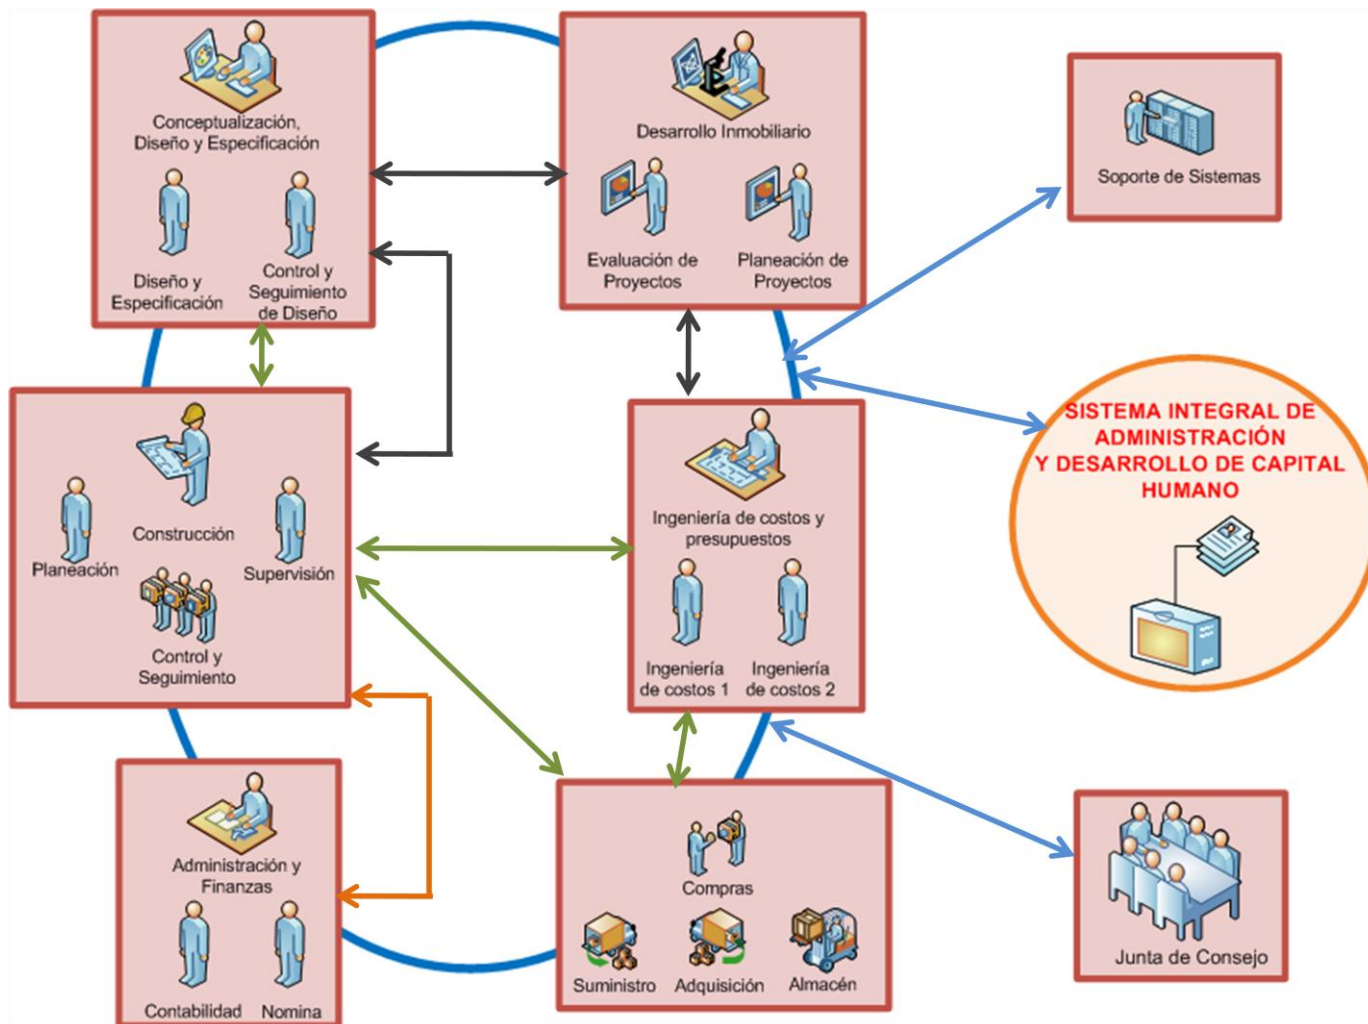 Conceptualización,
Diseño y Especificación
Diseño y
Especificación
Control y
Seguimiento
de Diseño
Desarrollo Inmobiliario
Evaluación de
Proyectos
Planeación de
Proyectos
Soporte de Sistemas
SISTEMA INTEGRAL DE
ADMINISTRACIÓN
Y DESARROLLO DE CAPITAL
HUMANO
Construcción
Planeación
Supervisión
Control y
Seguimiento
Ingeniería de costos y
presupuestos
Ingeniería
de costos 1
Ingeniería
de costos 2
Administración y
Finanzas
Contabilidad
Nomina
Compras
Suministro
Adquisición
Almacén
Junta de Consejo